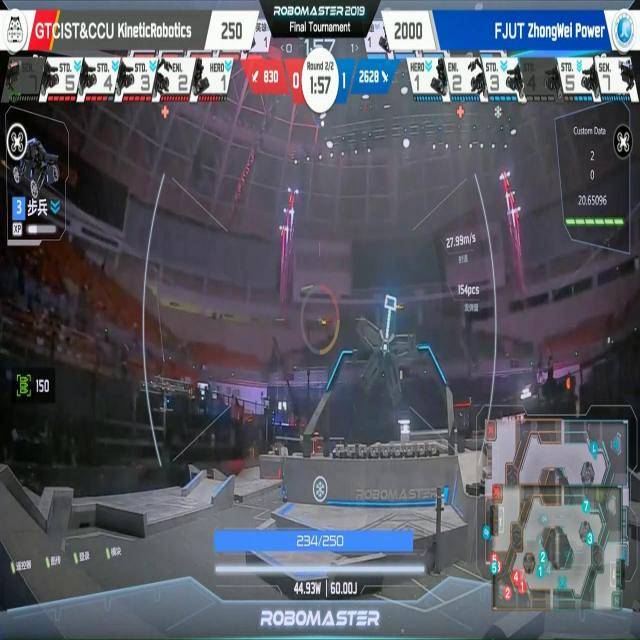 ROBOMASTER 2019
Final Tournament
GTCIST&CCU KineticRobotics
250
2000
FJUT ZhongWei Power
STD.
5
STD.
4
STD.
3
ENI.
2
HERO
1
830
0
Round 2/2
1:57
1
2628
HERO
1
ENI.
2
STD.
3
4
STD.
5
SEN.
7
3 步兵
XP
Custom Data
2
0
20.65096
27.99m/s
154pcs
150
ROBOMASTER
234/250
44.93W | 60.00J
ROBOMASTER